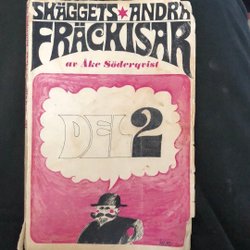 SKÄGGETS★ANDRA
FRÄCKISAR
av Åke Söderqvist
DEL 2